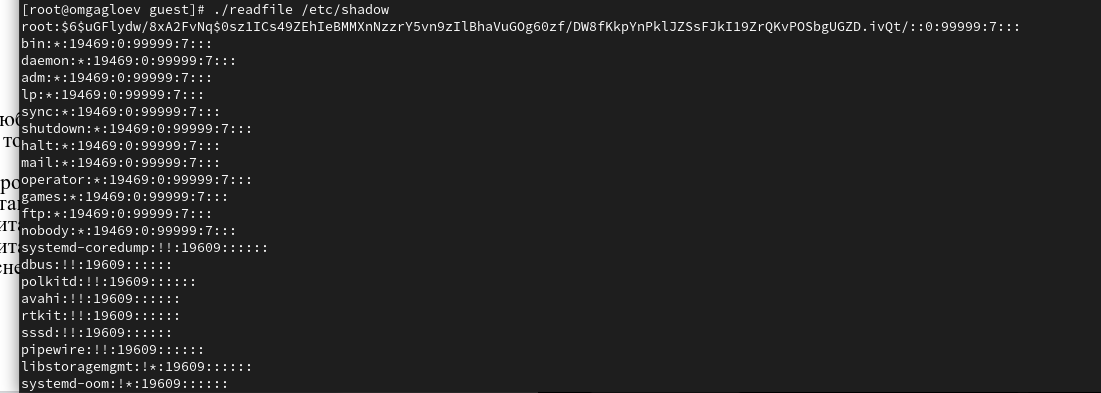 [root@omgagloev guest]# ./readfile /etc/shadow
root:$6$uGFlydw/8xA2FvNq$0sz1ICs49ZEhIeBMMXnNzzrY5vn9zIlBhaVuGOg60zf/DW8fKkpYnPklJZSsFJkI19ZrQKvPOSbgUGZD.ivQt/::0:99999:7:::
bin:*:19469:0:99999:7:::
daemon:*:19469:0:99999:7:::
adm:*:19469:0:99999:7:::
lp:*:19469:0:99999:7:::
sync:*:19469:0:99999:7:::
shutdown:*:19469:0:99999:7:::
halt:*:19469:0:99999:7:::
mail:*:19469:0:99999:7:::
operator:*:19469:0:99999:7:::
games:*:19469:0:99999:7:::
ftp:*:19469:0:99999:7:::
nobody:*:19469:0:99999:7:::
systemd-coredump:!!:19609::::::
dbus:!!:19609::::::
polkitd:!!:19609::::::
avahi:!!:19609::::::
rtkit:!!:19609::::::
sssd:!!:19609::::::
pipewire:!!:19609::::::
libstoragemgmt:!*:19609::::::
systemd-oom:!*:19609::::::